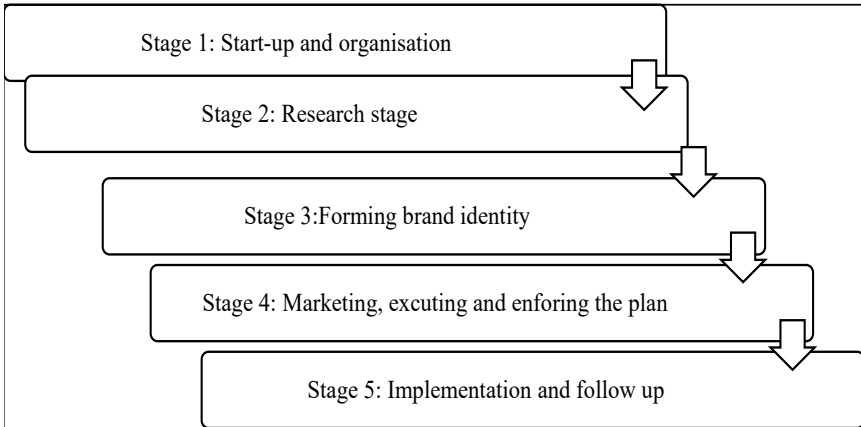 Stage 1: Start-up and organisation
Stage 2: Research stage
Stage 3:Forming brand identity
Stage 4: Marketing, excuting and enforing the plan
Stage 5: Implementation and follow up